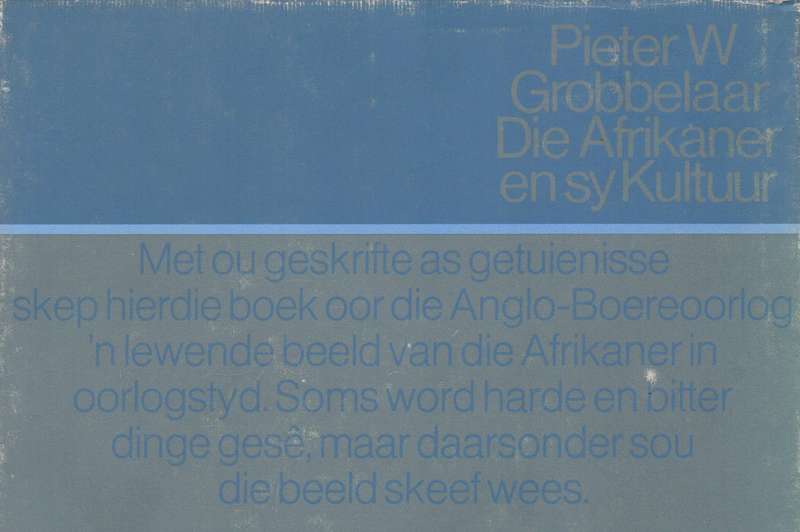 Pieter W
Grobbelaar
Die Afrikaner
en sy Kultuur
Met ou geskrifte as getuienisse
skep hierdie boek oor die Anglo-Boereoorlog
'n lewende beeld van die Afrikaner in
oorlogstyd. Soms word harde en bitter
dinge gesê, maar daarsonder sou
die beeld skeef wees.